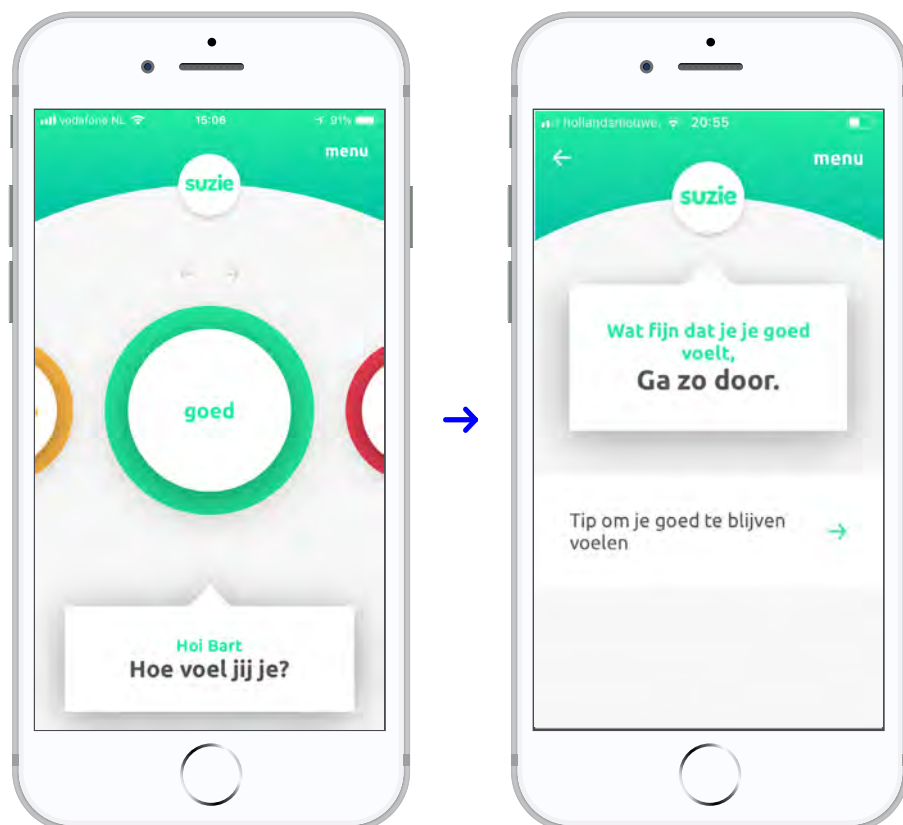 vodafone NL 15:06 91%
menu
suzie
goed
Hoi Bart
Hoe voel jij je?
hollandsnieuwe. 20:55
menu
suzie
Wat fijn dat je je goed
voelt,
Ga zo door.
Tip om je goed te blijven
voelen